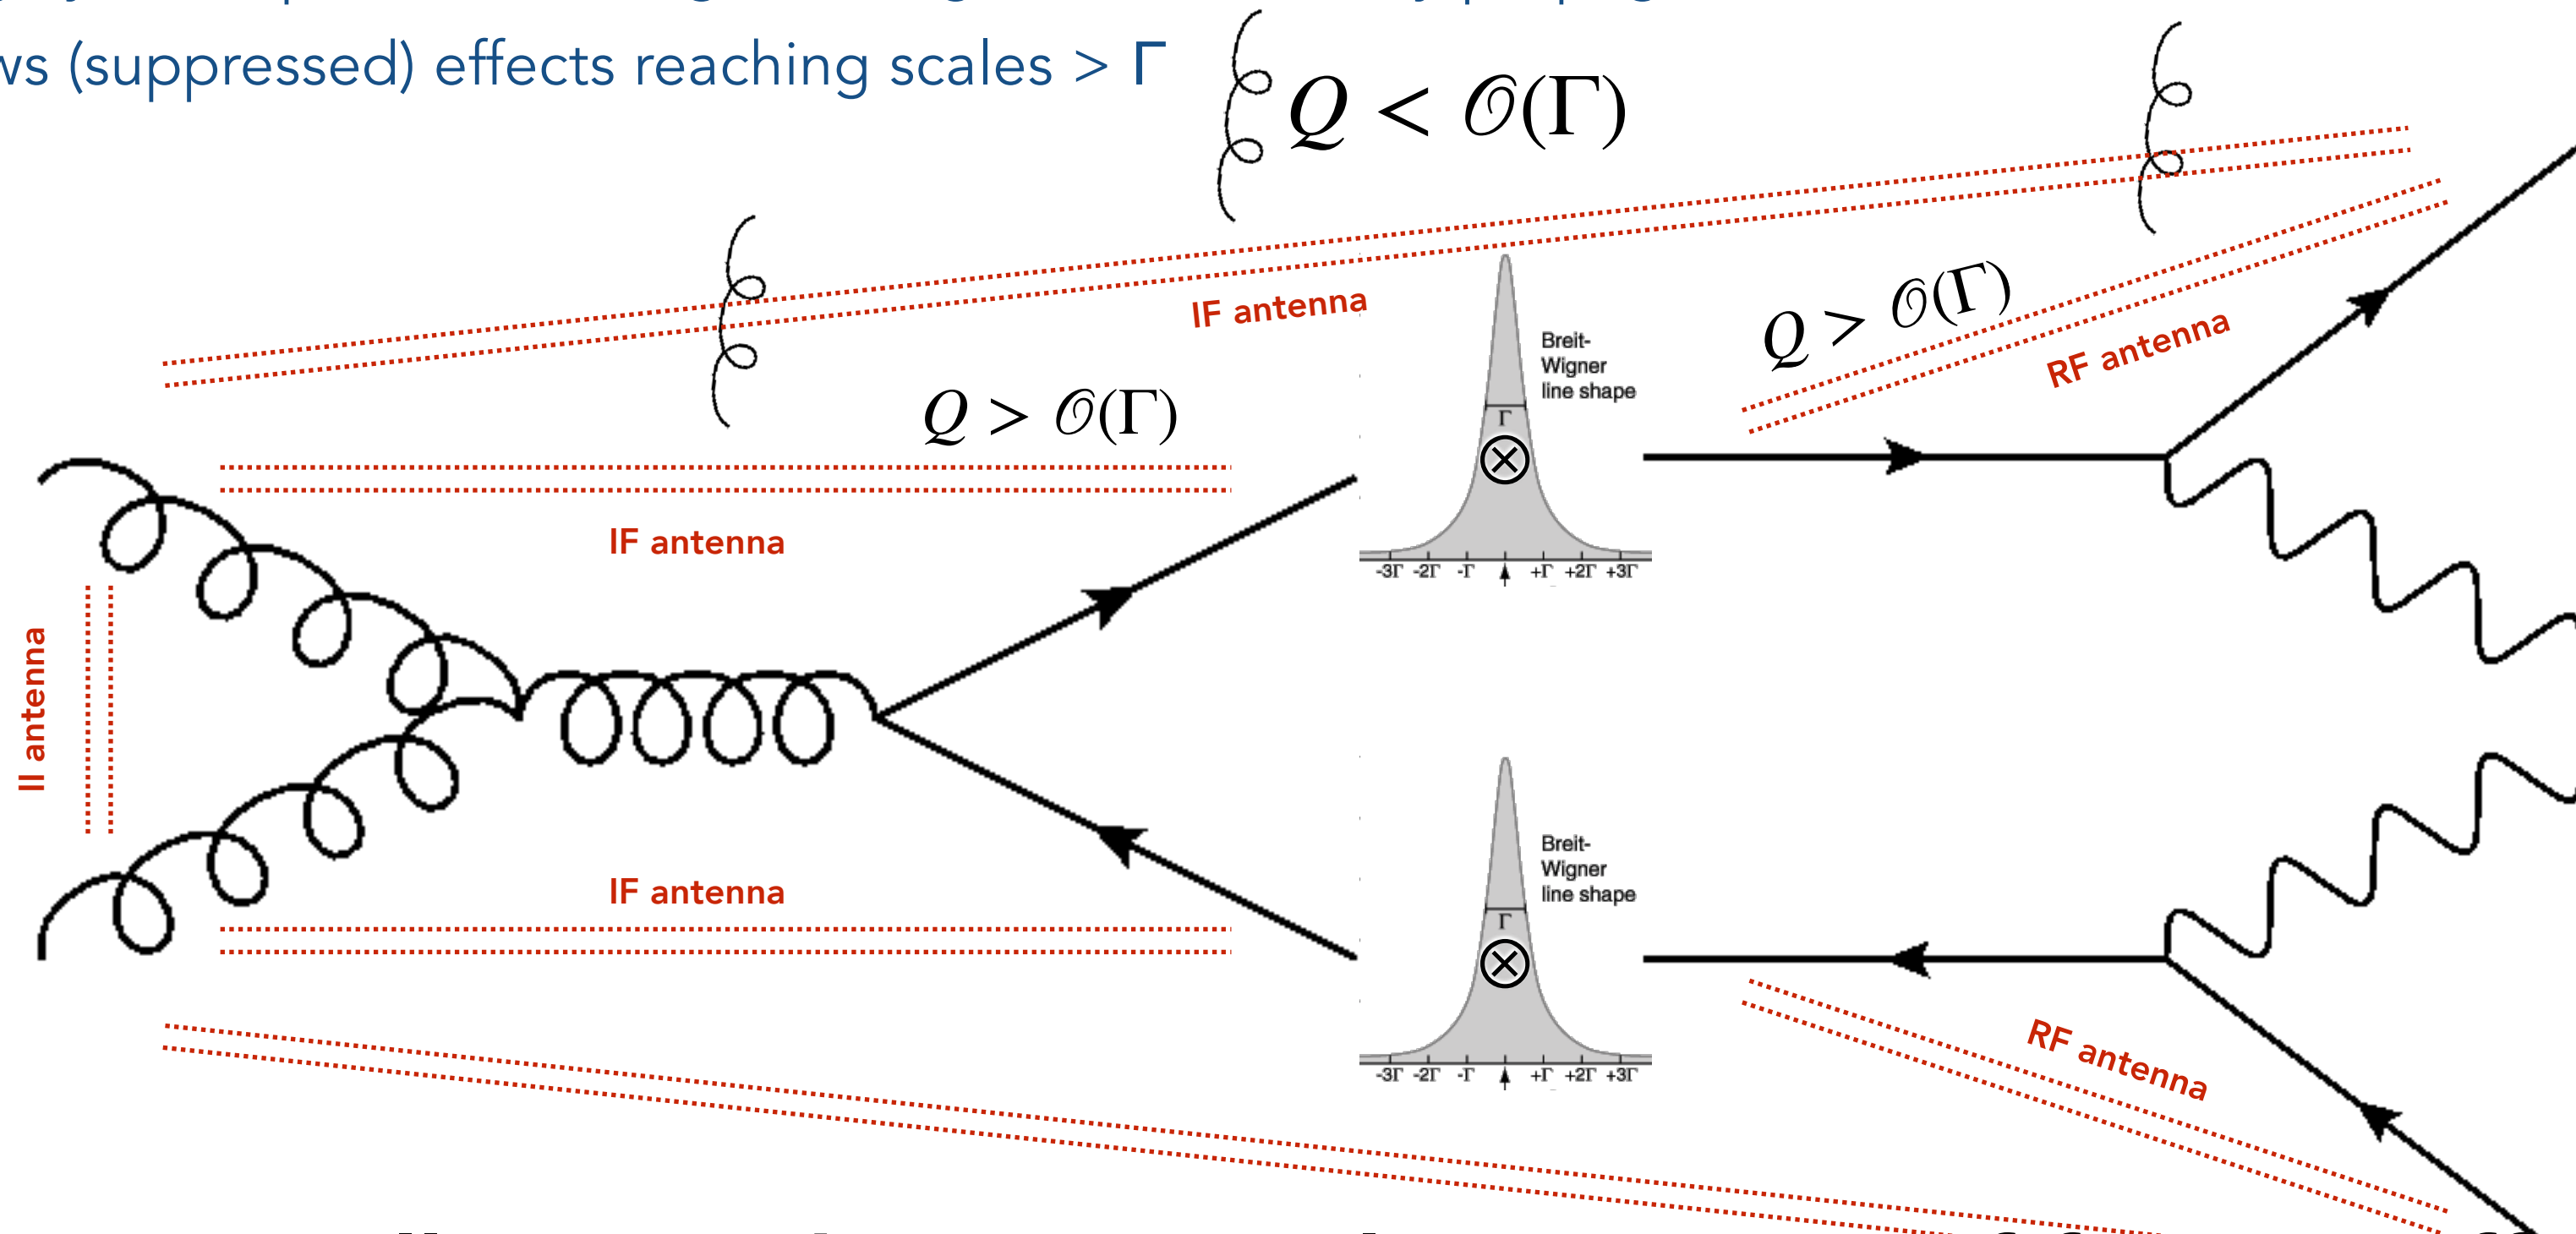 (suppressed) effects reaching scales > Γ
Q < 𝒪(Γ)
IF antenna
Q > 𝒪(Γ)
RF antenna
Q > 𝒪(Γ)
Breit-
Wigner
line shape
Γ
-3Γ -2Γ -Γ +Γ +2Γ +3Γ
IF antenna
II antenna
IF antenna
Breit-
Wigner
line shape
Γ
-3Γ -2Γ -Γ +Γ +2Γ +3Γ
RF antenna